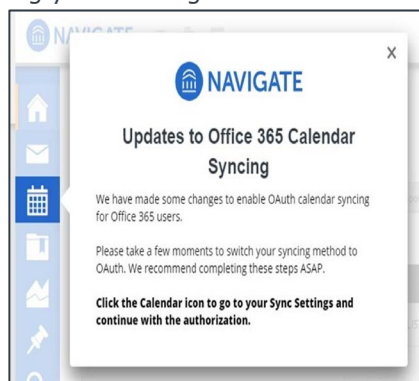 NAVIGATE
X
NAVIGATE
Updates to Office 365 Calendar
Syncing
We have made some changes to enable OAuth calendar syncing
for Office 365 users.
Please take a few moments to switch your syncing method to
OAuth. We recommend completing these steps ASAP.
Click the Calendar icon to go to your Sync Settings and
continue with the authorization.